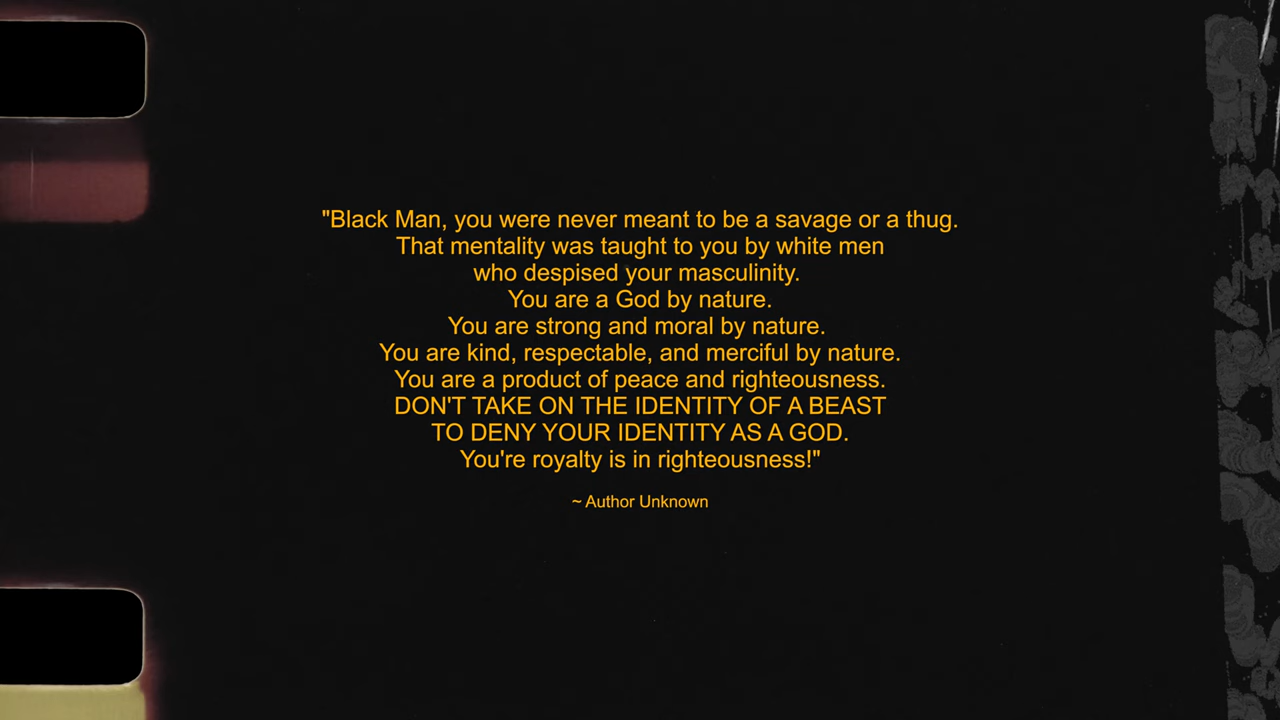 "Black Man, you were never meant to be a savage or a thug.
That mentality was taught to you by white men
who despised your masculinity.
You are a God by nature.
You are strong and moral by nature.
You are kind, respectable, and merciful by nature.
You are a product of peace and righteousness.
DON'T TAKE ON THE IDENTITY OF A BEAST
TO DENY YOUR IDENTITY AS A GOD.
You're royalty is in righteousness!"
~ Author Unknown